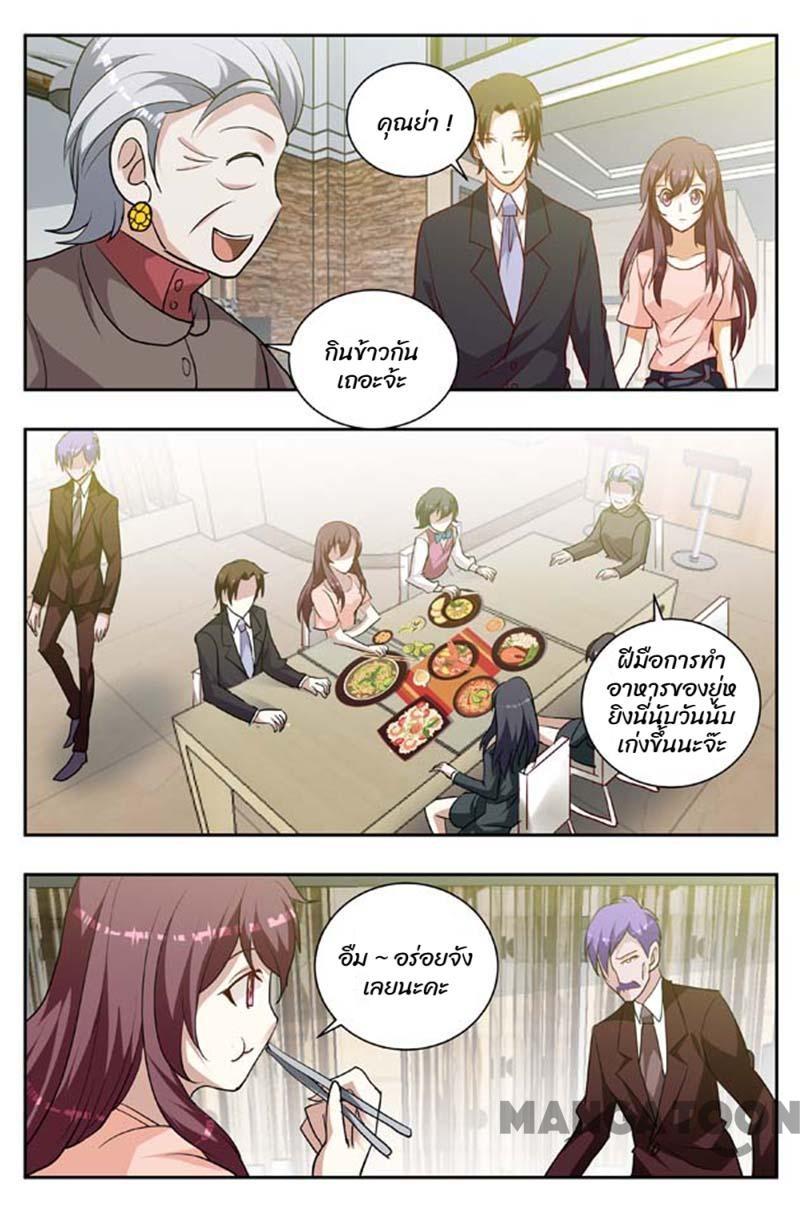 คุณย่า !
กินข้าวกัน
เถอะจ้ะ
ฝีมือการทำ
อาหารของยู่ห
ยิงนี่นับวันนับ
เก่งขึ้นนะจ๊ะ
อืม ~ อร่อยจัง
เลยนะคะ
MANGATOON